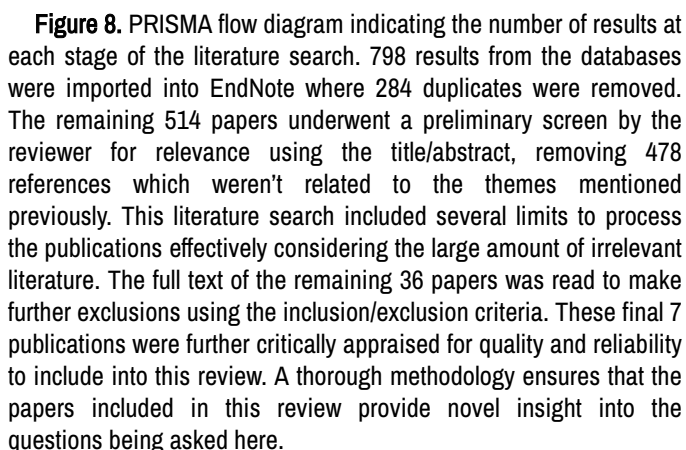 Figure 8. PRISMA flow diagram indicating the number of results at
each stage of the literature search. 798 results from the databases
were imported into EndNote where 284 duplicates were removed.
The remaining 514 papers underwent a preliminary screen by the
reviewer for relevance using the title/abstract, removing 478
references which weren't related to the themes mentioned
previously. This literature search included several limits to process
the publications effectively considering the large amount of irrelevant
literature. The full text of the remaining 36 papers was read to make
further exclusions using the inclusion/exclusion criteria. These final 7
publications were further critically appraised for quality and reliability
to include into this review. A thorough methodology ensures that the
papers included in this review provide novel insight into the
questions being asked here.